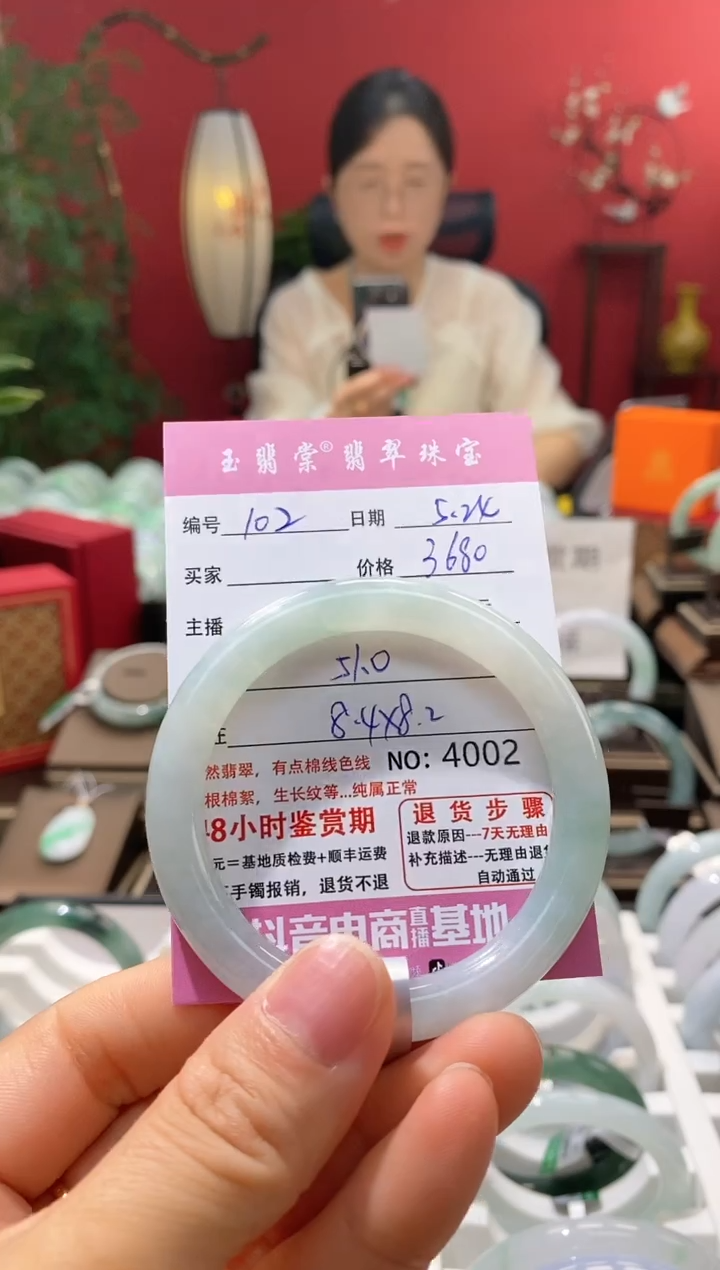 玉翡棠® 翡翠珠宝
编号 102 日期 5.24
买家 价格 3680
主播
51.0
8.4×8.2
然翡翠，有点棉线色线 NO: 4002
根棉絮，生长纹等...纯属正常
8小时鉴赏期 退货步骤
退款原因---7天无理由
元＝基地质检费+顺丰运费 补充描述---无理由退
手镯报销，退货不退 自动通过
抖音电商直播基地